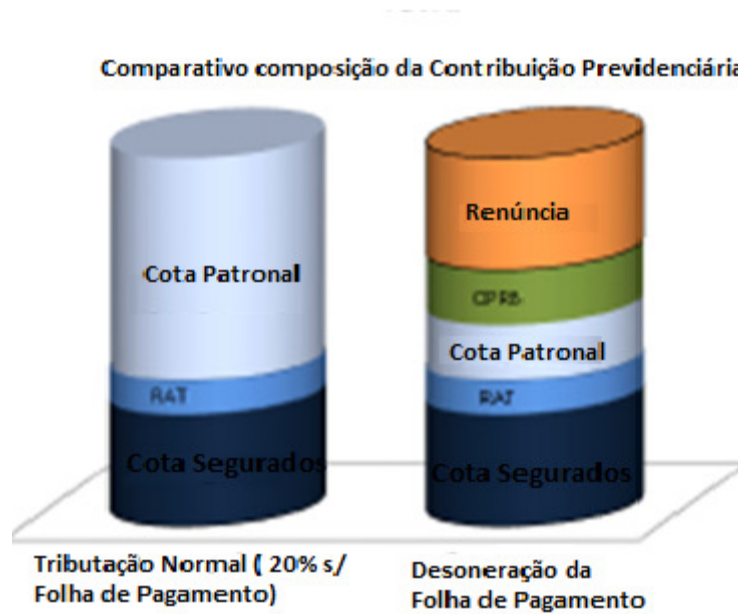 Comparativo composição da Contribuição Previdenciária
Cota Patronal
RAT
Cota Segurados
Renúncia
CPRB
Cota Patronal
RAT
Cota Segurados
Tributação Normal ( 20% s/
Folha de Pagamento)
Desoneração da
Folha de Pagamento